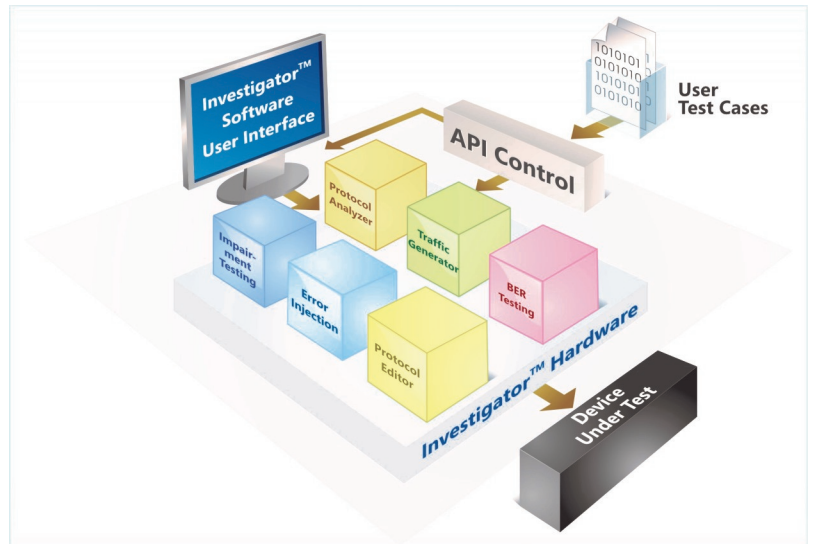 Investigator™
Software
User Interface
1010101
0101010
1010101
0101010
User
Test Cases
API Control
Protocol
Analyzer
Traffic
Generator
Impair-
ment
Testing
Error
Injection
BER
Testing
Protocol
Editor
Investigator™ Hardware
Device
Under Test